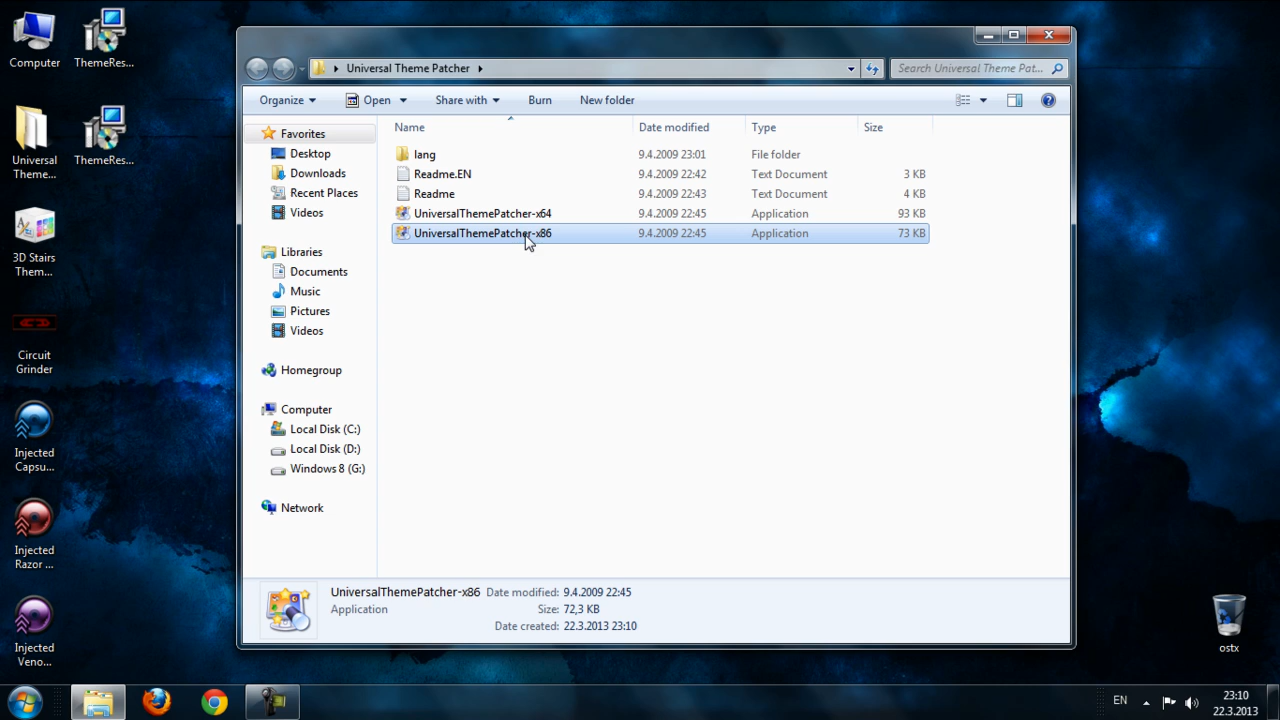 Computer
ThemeRes...
Universal
Theme...
ThemeRes...
3D Stairs
Them...
Circuit
Grinder
Injected
Capsu...
Injected
Razor ...
Injected
Veno...
Universal Theme Patcher
Search Universal Theme Pat...
Organize
Open
Share with
Burn
New folder
Favorites
Desktop
Downloads
Recent Places
Videos
Libraries
Documents
Music
Pictures
Videos
Homegroup
Computer
Local Disk (C:)
Local Disk (D:)
Windows 8 (G:)
Network
Name Date modified Type Size
lang 9.4.2009 23:01 File folder
Readme.EN 9.4.2009 22:42 Text Document 3 KB
Readme 9.4.2009 22:43 Text Document 4 KB
UniversalThemePatcher-x64 9.4.2009 22:45 Application 93 KB
UniversalThemePatcher-x86 9.4.2009 22:45 Application 73 KB
UniversalThemePatcher-x86 Date modified: 9.4.2009 22:45
Application Size: 72,3 KB
Date created: 22.3.2013 23:10
ostx
EN
23:10
22.3.2013